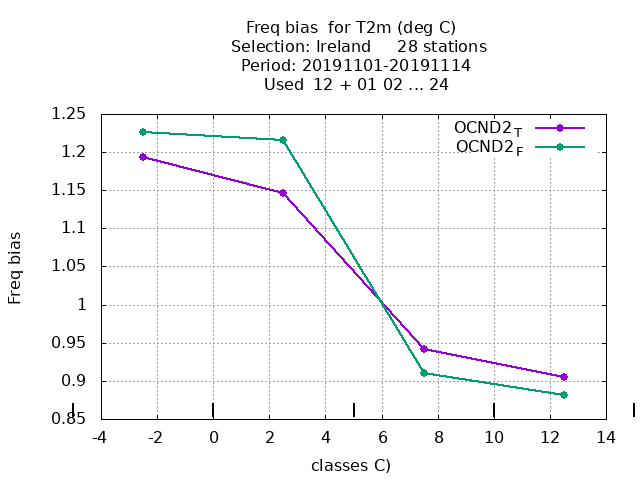 Freq bias  for T2m (deg C)
Selection: Ireland     28 stations
Period: 20191101-20191114
Used  12 + 01 02 ... 24
1.25
1.2
1.15
1.1
1.05
1
0.95
0.9
0.85
Freq bias
OCND2T
OCND2F
-4 -2 0 2 4 6 8 10 12 14
classes C)